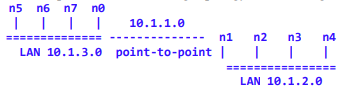 n5 n6 n7 n0
| | | | 10.1.1.0
============== -------------- n1 n2 n3 n4
LAN 10.1.3.0 point-to-point | | | |
================
LAN 10.1.2.0